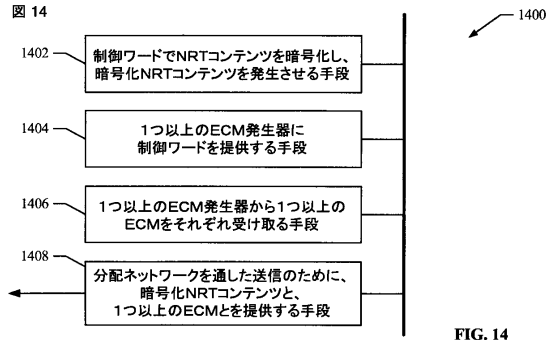 図 14
1400
1402
制御ワードでNRTコンテンツを暗号化し、
暗号化NRTコンテンツを発生させる手段
1404
1つ以上のECM発生器に
制御ワードを提供する手段
1406
1つ以上のECM発生器から1つ以上の
ECMをそれぞれ受け取る手段
1408
分配ネットワークを通した送信のために、
暗号化NRTコンテンツと、
1つ以上のECMとを提供する手段
FIG. 14